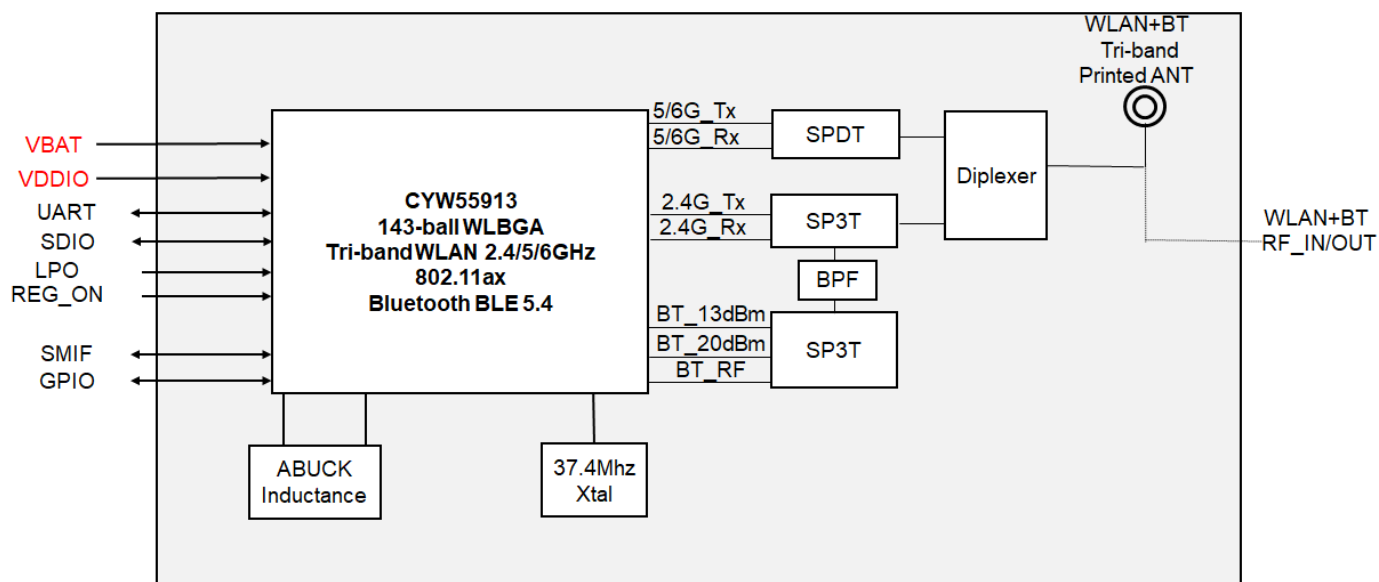 WLAN+BT
Tri-band
Printed ANT
VBAT
VDDIO
UART
SDIO
LPO
REG_ON
SMIF
GPIO
CYW55913
143-ball WLBGA
Tri-band WLAN 2.4/5/6GHz
802.11ax
Bluetooth BLE 5.4
5/6G_Tx
5/6G_Rx
2.4G_Tx
2.4G_Rx
BT_13dBm
BT_20dBm
BT_RF
SPDT
SP3T
BPF
SP3T
Diplexer
WLAN+BT
RF_IN/OUT
ABUCK
Inductance
37.4Mhz
Xtal